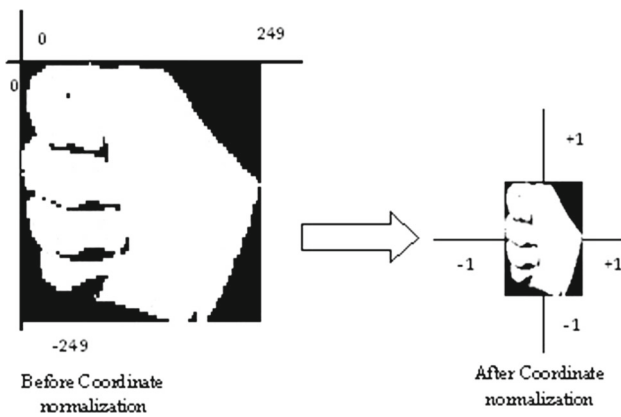 0
249
0
+1
-1
+1
-1
-249
Before Coordinate
normalization
After Coordinate
normalization